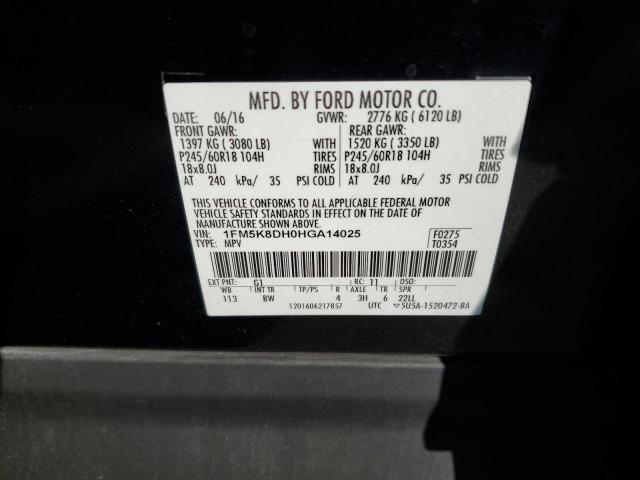 MFD. BY FORD MOTOR CO.
DATE: 06/16 GVWR: 2776 KG ( 6120 LB)
FRONT GAWR: REAR GAWR:
1397 KG ( 3080 LB) WITH 1520 KG ( 3350 LB) WITH
P245/60R18 104H TIRES P245/60R18 104H TIRES
18x8.0J RIMS 18x8.0J RIMS
AT 240 kPa/ 35 PSI COLD AT 240 kPa/ 35 PSI COLD
THIS VEHICLE CONFORMS TO ALL APPLICABLE FEDERAL MOTOR
VEHICLE SAFETY STANDARDS IN EFFECT ON THE DATE OF
MANUFACTURE SHOWN ABOVE.
VIN: 1FM5K8DH0HGA14025 F0275
TYPE: MPV T0354
EXT PNT: G1 RC: 11 DSO:
WB INT TR TP/PS R AXLE TR SPR
113 BW 4 3H 6 22LL
1201606217857 UTC 5U5A-1520472-BA